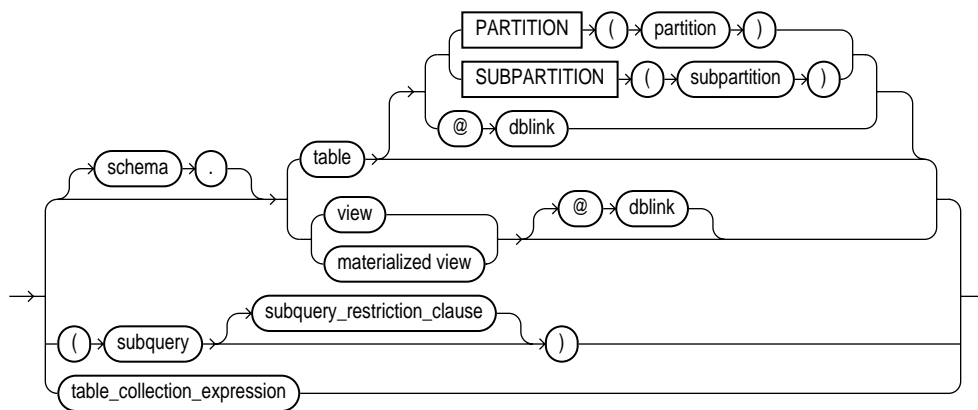 PARTITION ( partition )
SUBPARTITION ( subpartition )
@ dblink
schema . table
view @ dblink
materialized view
subquery_restriction_clause
( subquery )
table_collection_expression